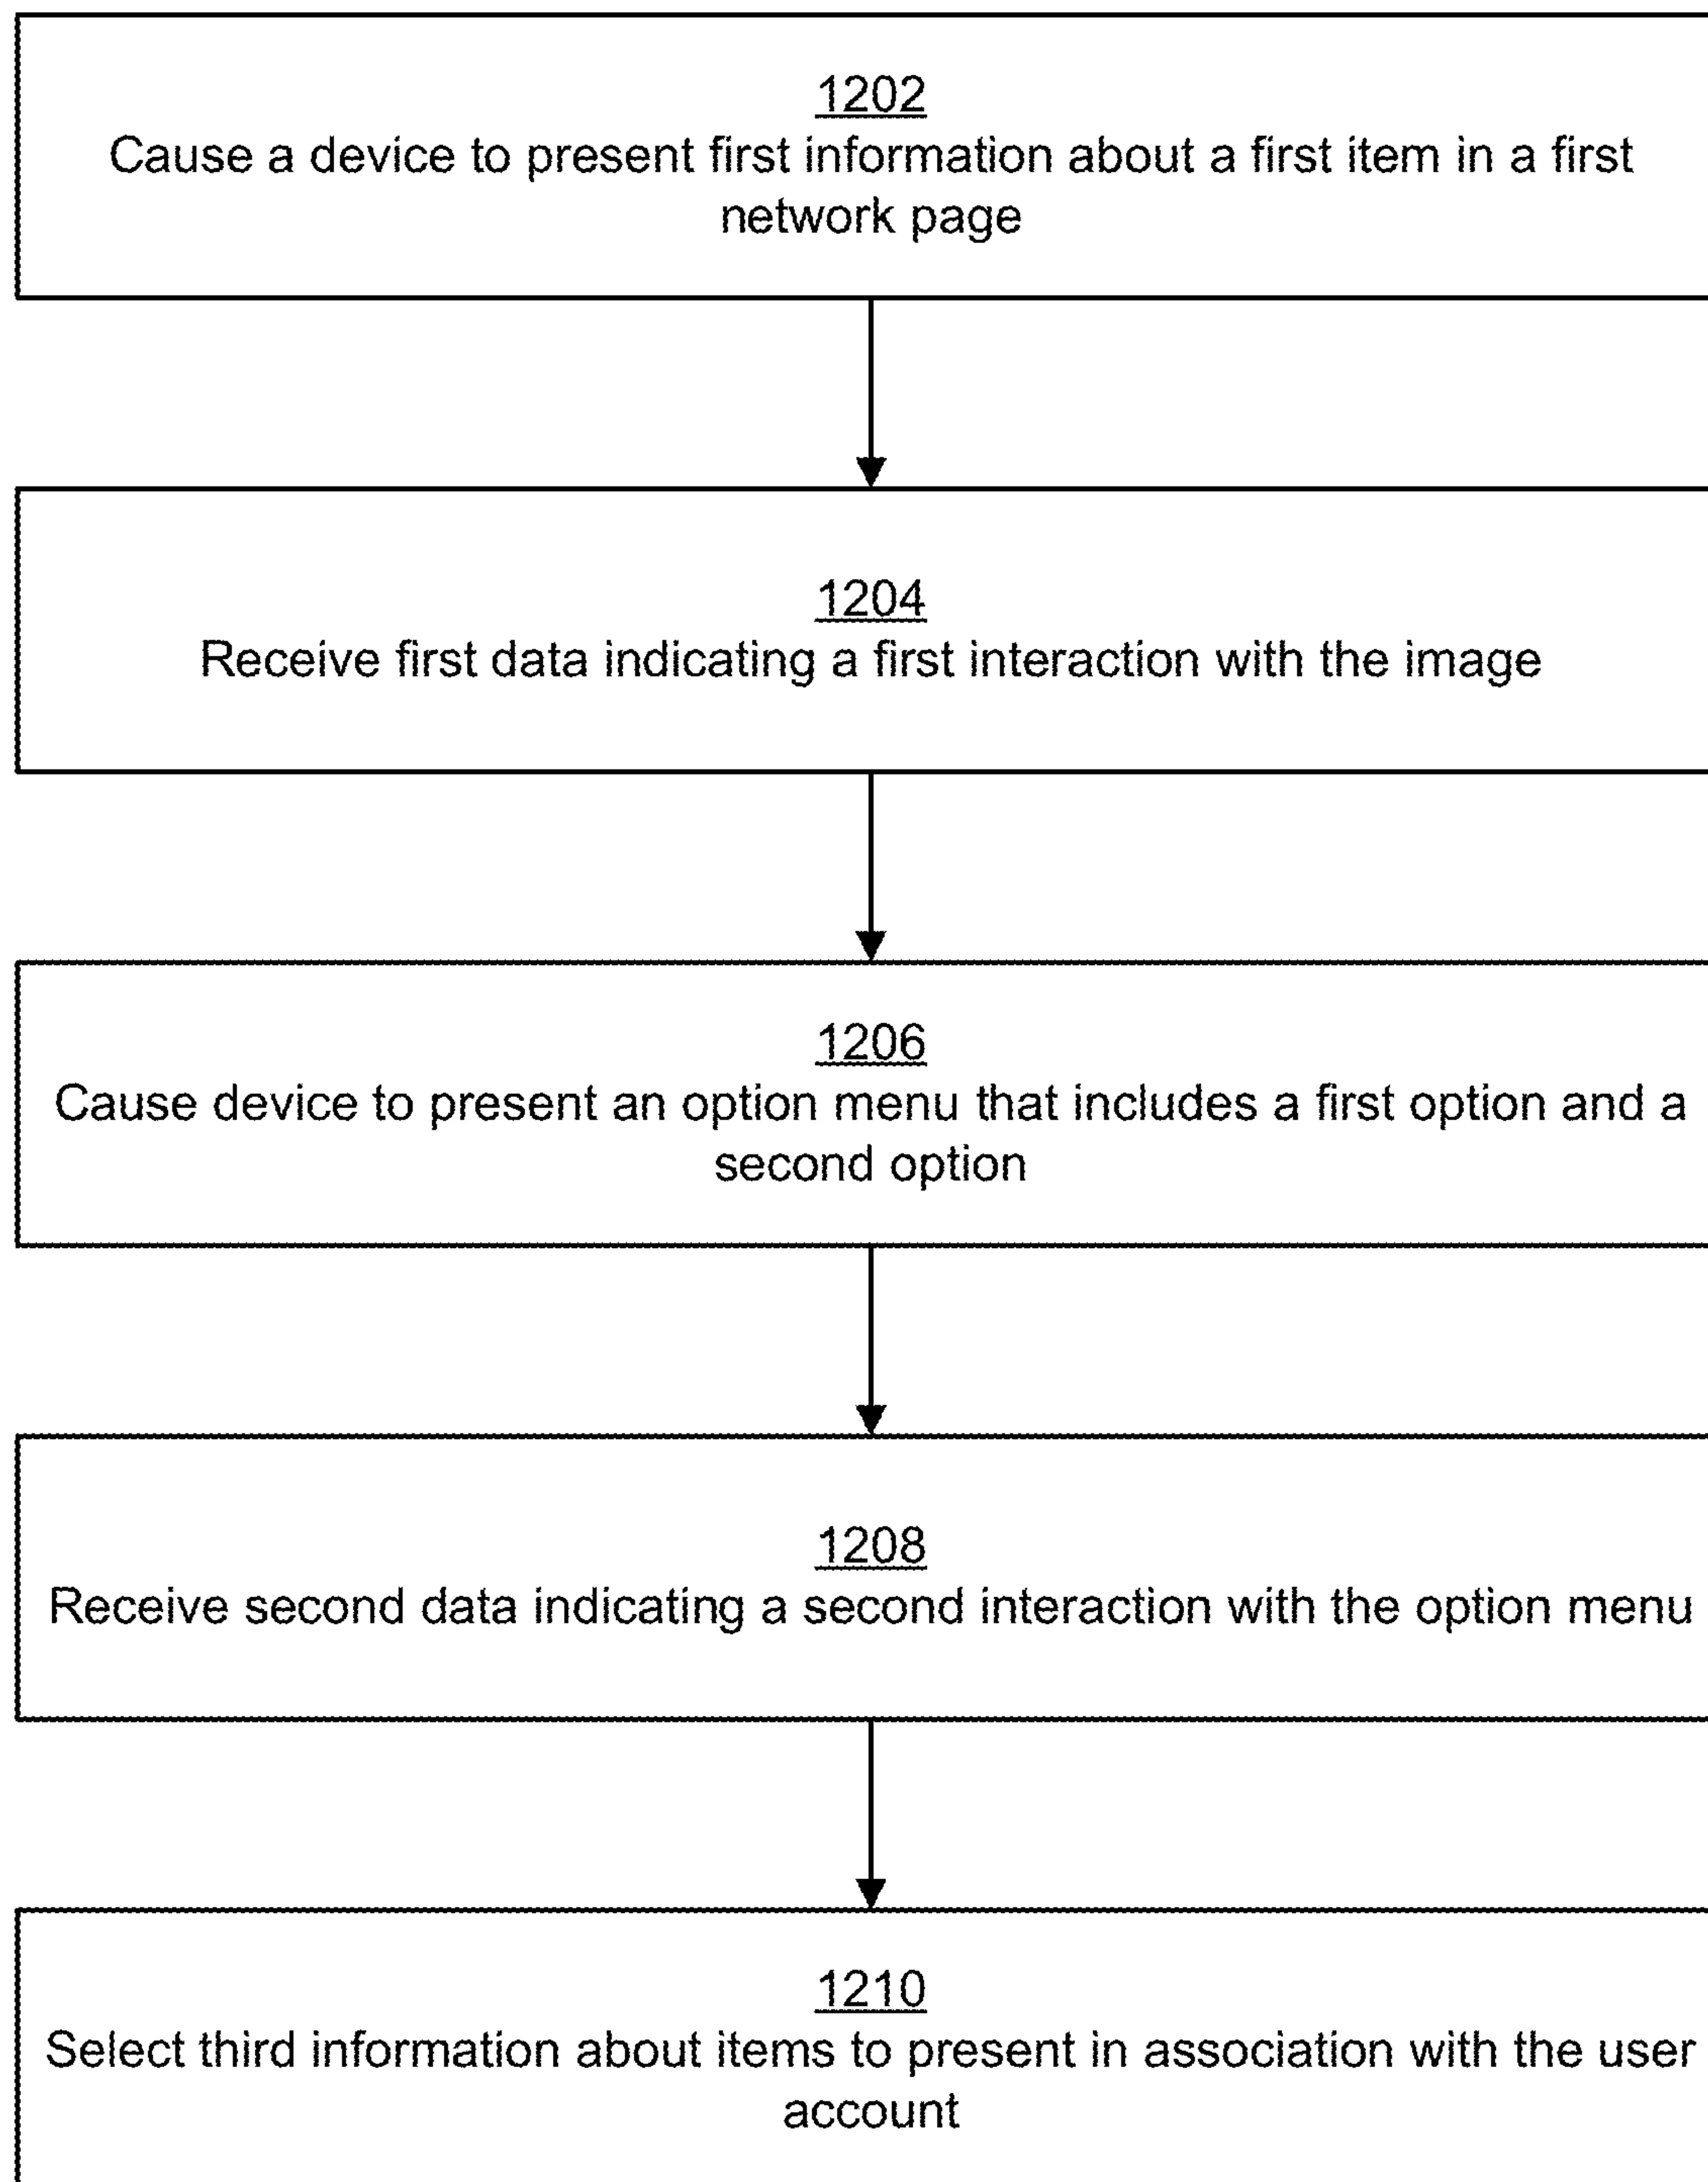 1202
Cause a device to present first information about a first item in a first
network page
1204
Receive first data indicating a first interaction with the image
1206
Cause device to present an option menu that includes a first option and a
second option
1208
Receive second data indicating a second interaction with the option menu
1210
Select third information about items to present in association with the user
account